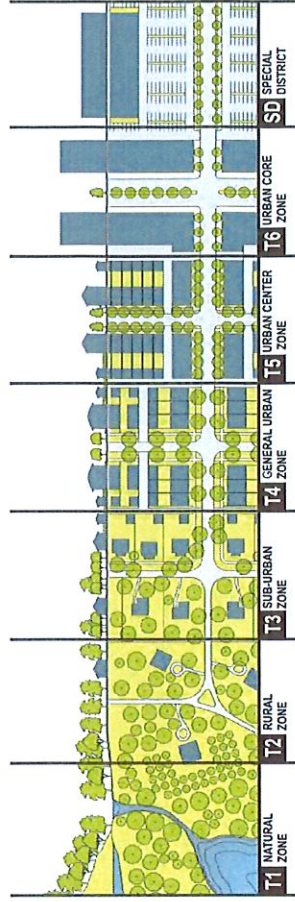 T1 NATURAL
ZONE
T2 RURAL
ZONE
T3 SUB-URBAN
ZONE
T4 GENERAL URBAN
ZONE
T5 URBAN CENTER
ZONE
T6 URBAN CORE
ZONE
SD SPECIAL
DISTRICT